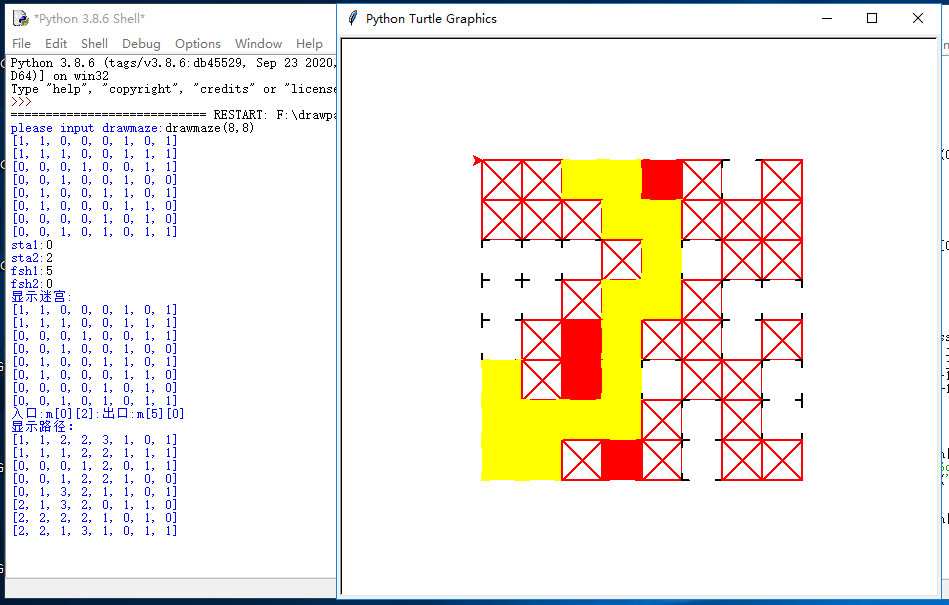 *Python 3.8.6 Shell*
File Edit Shell Debug Options Window Help
Python 3.8.6 (tags/v3.8.6:db45529, Sep 23 2020,
D64)] on win32
Type "help", "copyright", "credits" or "license
>>>
=========================== RESTART: F:\drawpa
please input drawmaze:drawmaze(8,8)
[1, 1, 0, 0, 0, 1, 0, 1]
[1, 1, 1, 0, 0, 1, 1, 1]
[0, 0, 0, 1, 0, 0, 1, 1]
[0, 0, 1, 0, 0, 1, 0, 0]
[0, 1, 0, 0, 1, 1, 0, 1]
[0, 1, 0, 0, 0, 1, 1, 0]
[0, 0, 0, 0, 1, 0, 1, 0]
[0, 0, 1, 0, 1, 0, 1, 1]
sta1:0
sta2:2
fsh1:5
fsh2:0
显示迷宫:
[1, 1, 0, 0, 0, 1, 0, 1]
[1, 1, 1, 0, 0, 1, 1, 1]
[0, 0, 0, 1, 0, 0, 1, 1]
[0, 0, 1, 0, 0, 1, 0, 0]
[0, 1, 0, 0, 1, 1, 0, 1]
[0, 1, 0, 0, 0, 1, 1, 0]
[0, 0, 0, 0, 1, 0, 1, 0]
[0, 0, 1, 0, 1, 0, 1, 1]
入口:m[0][2]:出口:m[5][0]
显示路径：
[1, 1, 2, 2, 3, 1, 0, 1]
[1, 1, 1, 2, 2, 1, 1, 1]
[0, 0, 0, 1, 2, 0, 1, 1]
[0, 0, 1, 2, 2, 1, 0, 0]
[0, 1, 3, 2, 1, 1, 0, 1]
[2, 1, 3, 2, 0, 1, 1, 0]
[2, 2, 2, 2, 1, 0, 1, 0]
[2, 2, 1, 3, 1, 0, 1, 1]
Python Turtle Graphics